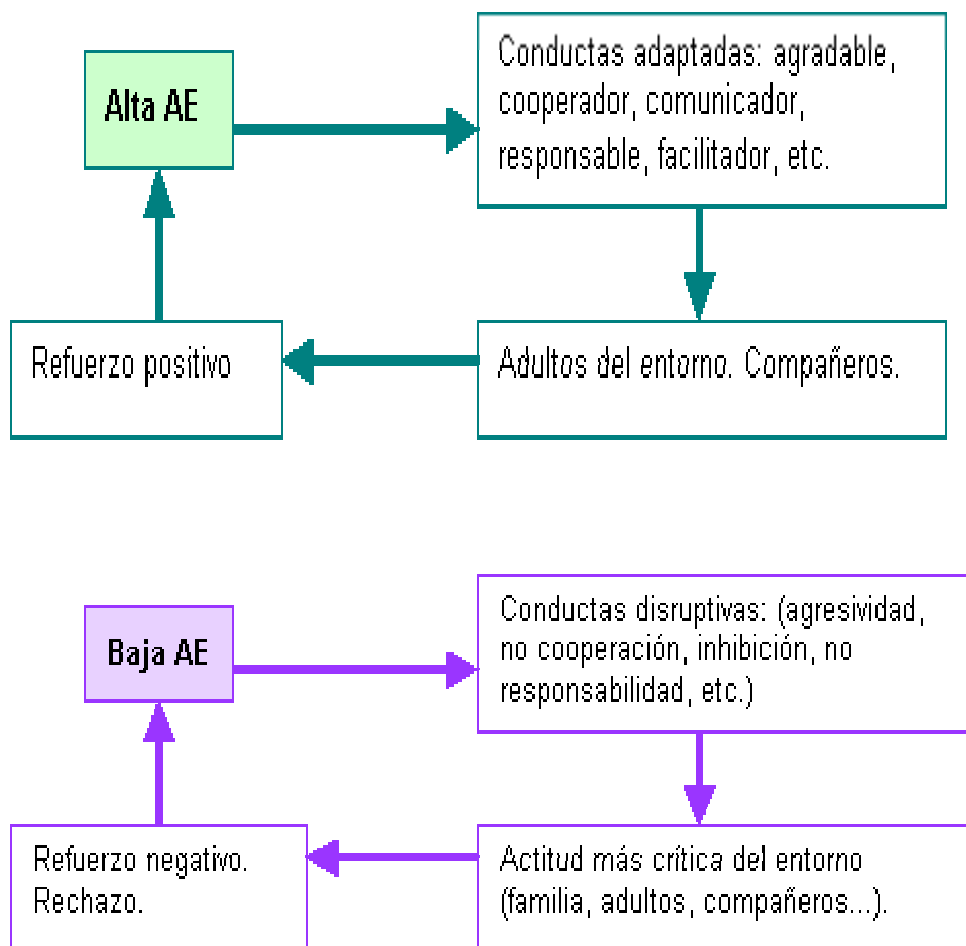 Alta AE
Conductas adaptadas: agradable,
cooperador, comunicador,
responsable, facilitador, etc.
Refuerzo positivo
Adultos del entorno. Compañeros.
Baja AE
Conductas disruptivas: (agresividad,
no cooperación, inhibición, no
responsabilidad, etc.)
Refuerzo negativo.
Rechazo.
Actitud más crítica del entorno
(familia, adultos, compañeros...).